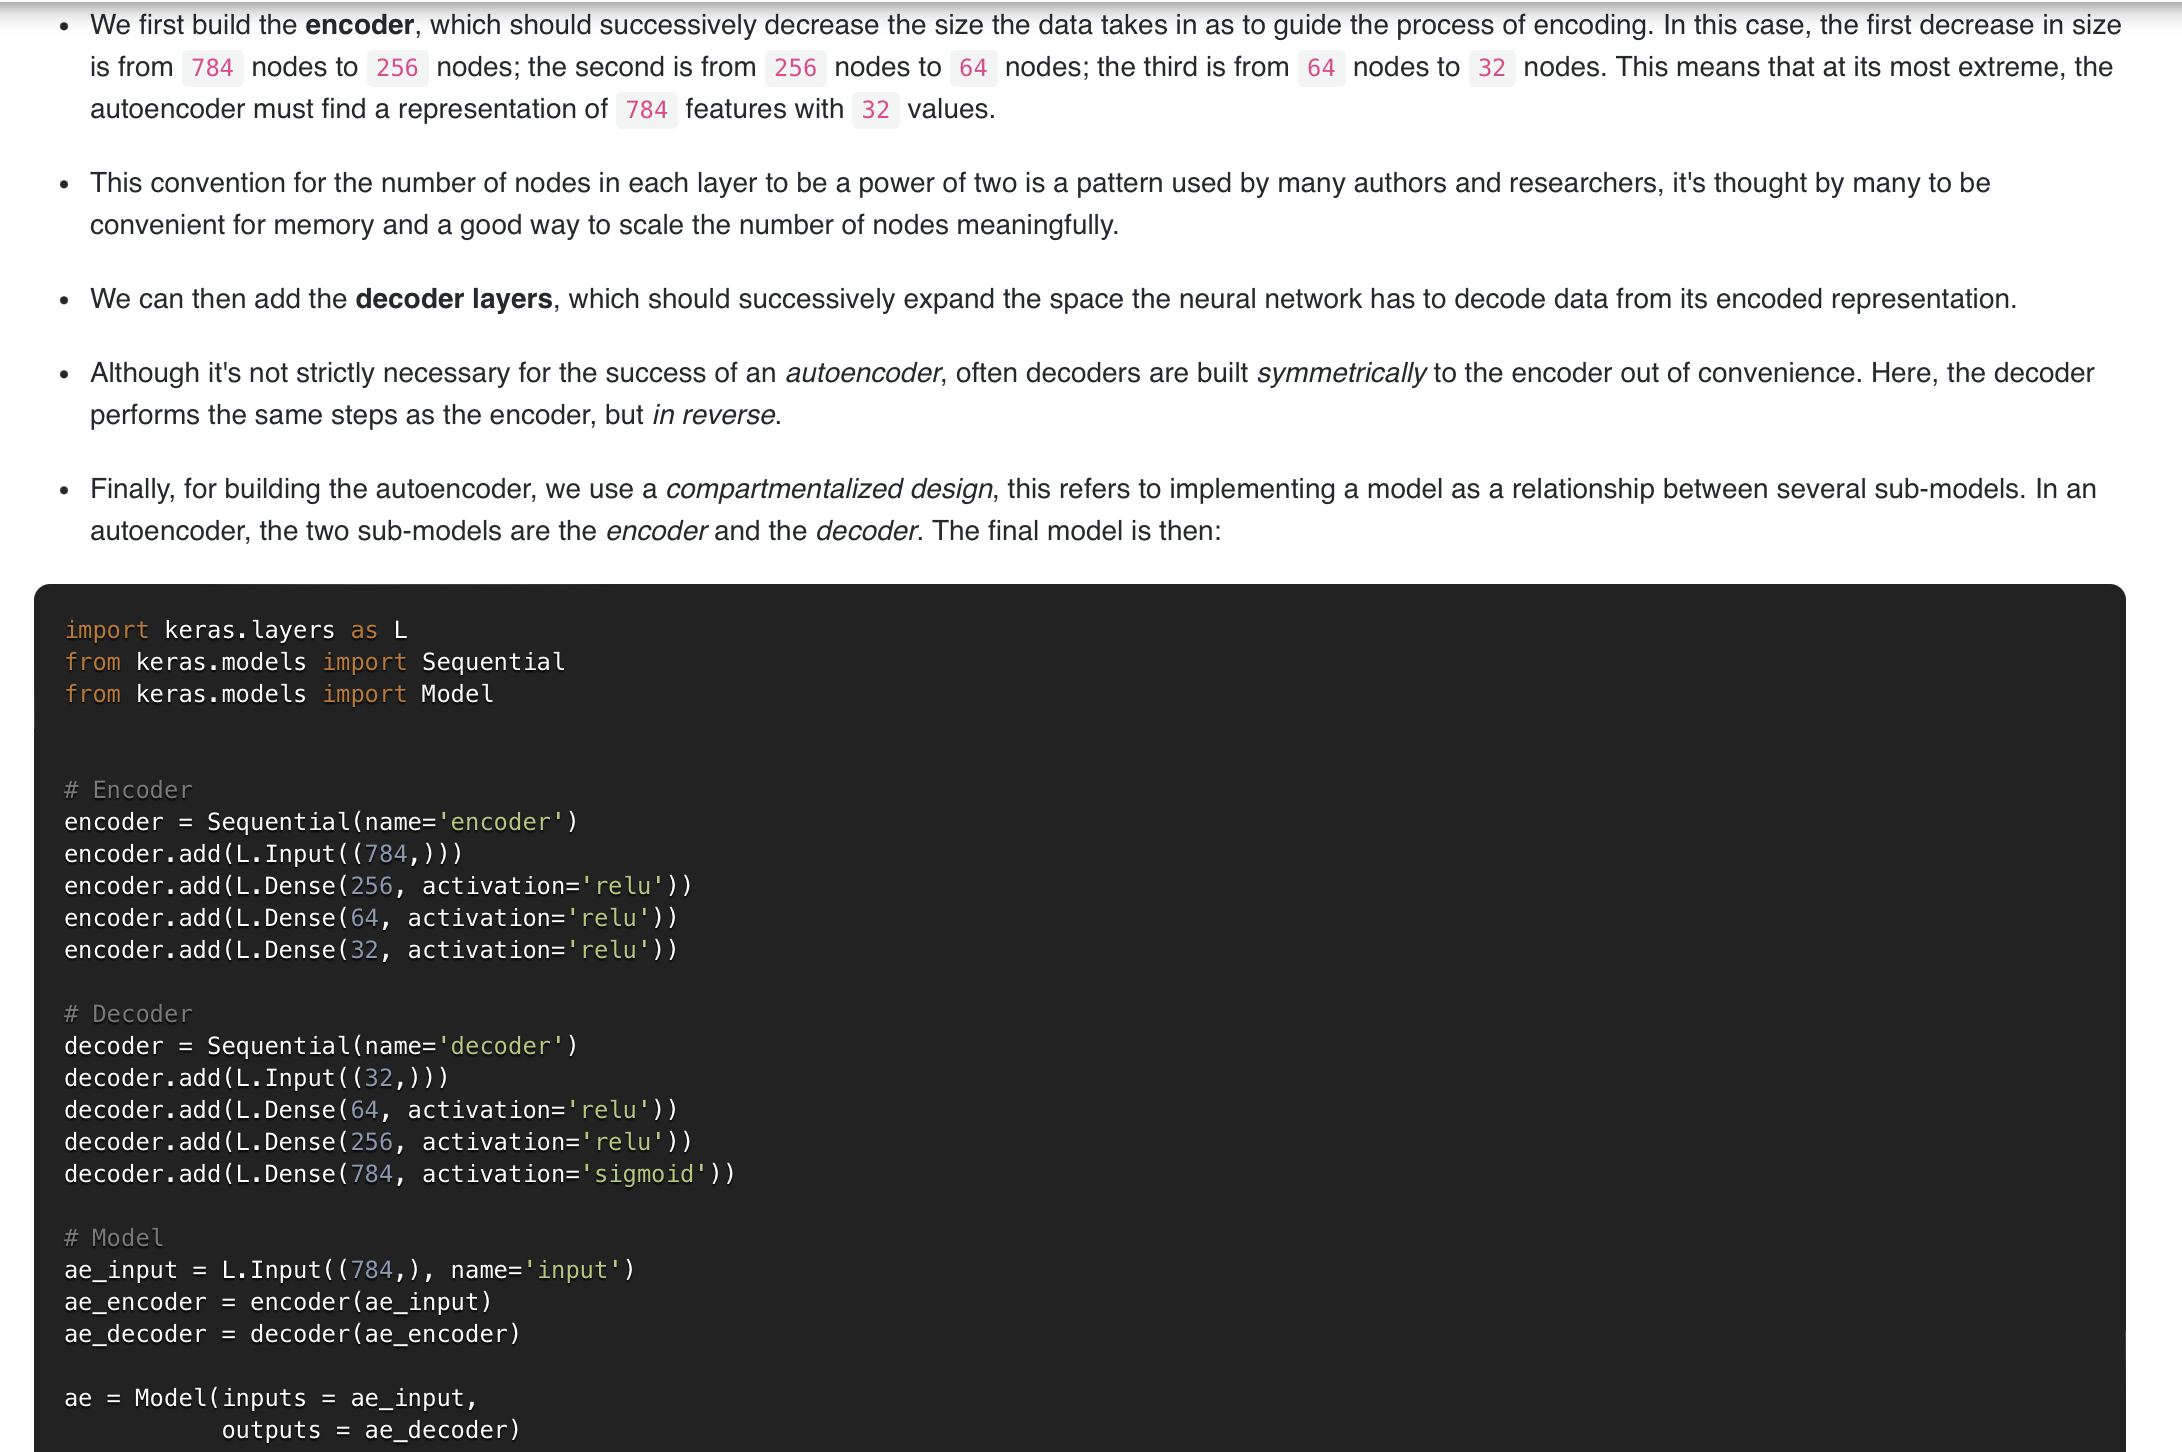 • We first build the encoder, which should successively decrease the size the data takes in as to guide the process of encoding. In this case, the first decrease in size
is from 784 nodes to 256 nodes; the second is from 256 nodes to 64 nodes; the third is from 64 nodes to 32 nodes. This means that at its most extreme, the
autoencoder must find a representation of 784 features with 32 values.
• This convention for the number of nodes in each layer to be a power of two is a pattern used by many authors and researchers, it's thought by many to be
convenient for memory and a good way to scale the number of nodes meaningfully.
• We can then add the decoder layers, which should successively expand the space the neural network has to decode data from its encoded representation.
• Although it's not strictly necessary for the success of an autoencoder, often decoders are built symmetrically to the encoder out of convenience. Here, the decoder
performs the same steps as the encoder, but in reverse.
• Finally, for building the autoencoder, we use a compartmentalized design, this refers to implementing a model as a relationship between several sub-models. In an
autoencoder, the two sub-models are the encoder and the decoder. The final model is then:
import keras.layers as L
from keras.models import Sequential
from keras.models import Model
# Encoder
encoder = Sequential(name='encoder')
encoder.add(L.Input((784,)))
encoder.add(L.Dense(256, activation='relu'))
encoder.add(L.Dense(64, activation='relu'))
encoder.add(L.Dense(32, activation='relu'))
# Decoder
decoder = Sequential(name='decoder')
decoder.add(L.Input((32,)))
decoder.add(L.Dense(64, activation='relu'))
decoder.add(L.Dense(256, activation='relu'))
decoder.add(L.Dense(784, activation='sigmoid'))
# Model
ae_input = L.Input((784,), name='input')
ae_encoder = encoder(ae_input)
ae_decoder = decoder(ae_encoder)
ae = Model(inputs = ae_input,
           outputs = ae_decoder)